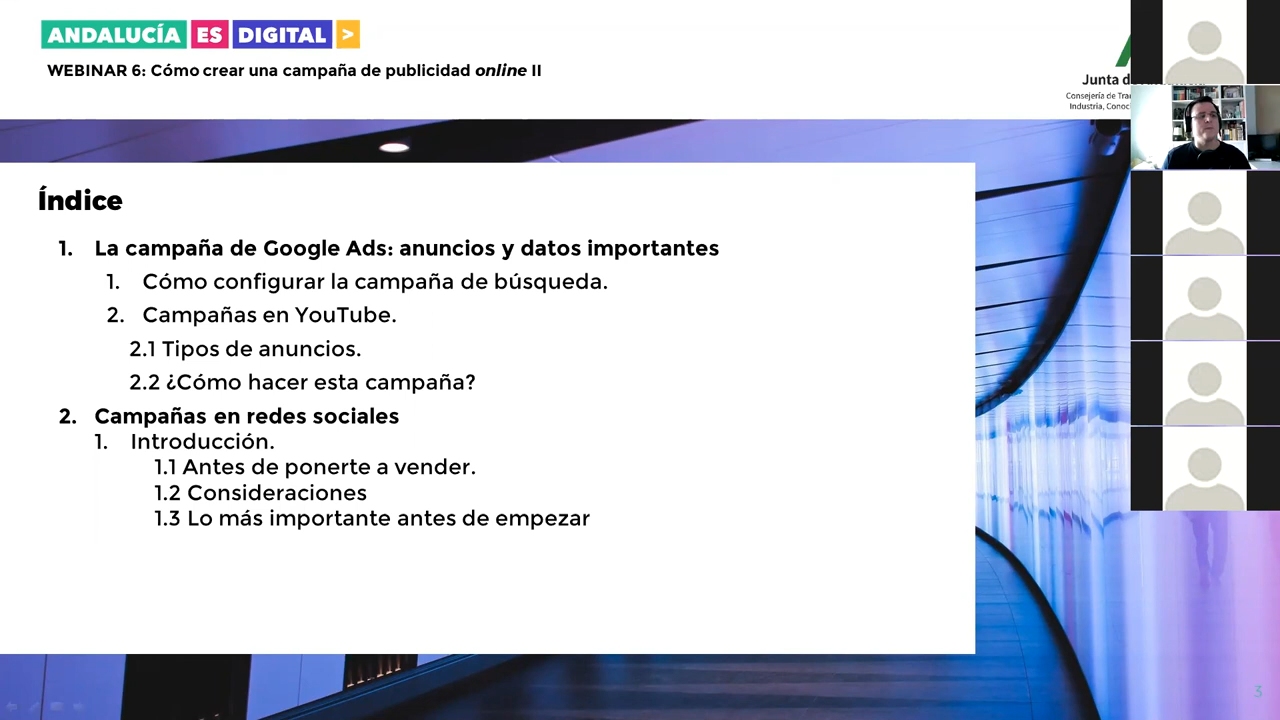 ANDALUCÍA ES DIGITAL >
WEBINAR 6: Cómo crear una campaña de publicidad online II
Junta d
Consejería de Tra
Industria, Conoc
Índice
1. La campaña de Google Ads: anuncios y datos importantes
1. Cómo configurar la campaña de búsqueda.
2. Campañas en YouTube.
2.1 Tipos de anuncios.
2.2 ¿Cómo hacer esta campaña?
2. Campañas en redes sociales
1. Introducción.
1.1 Antes de ponerte a vender.
1.2 Consideraciones
1.3 Lo más importante antes de empezar
3